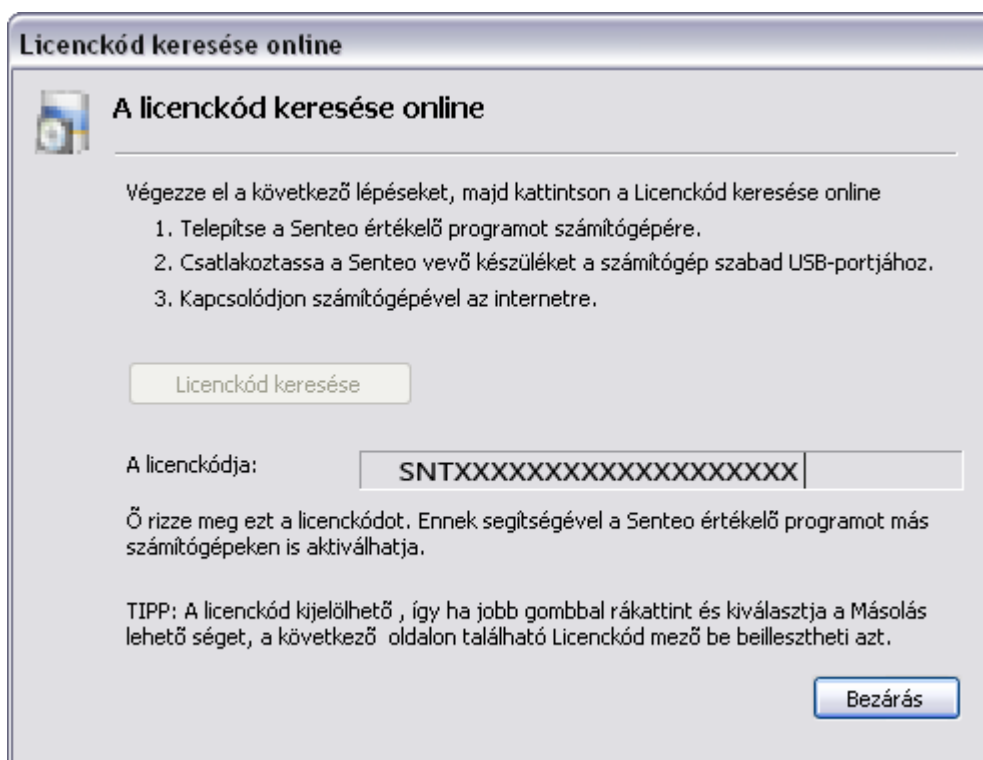 Licenckód keresése online
A licenckód keresése online
Végezze el a következő lépéseket, majd kattintson a Licenckód keresése online
1. Telepítse a Senteo értékelő programot számítógépére.
2. Csatlakoztassa a Senteo vevő készüléket a számítógép szabad USB-portjához.
3. Kapcsolódjon számítógépével az internetre.
Licenckód keresése
A licenckódja: SNTXXXXXXXXXXXXXXXXXXX
Õ rizze meg ezt a licenckódot. Ennek segítségével a Senteo értékelő programot más
számítógépeken is aktiválhatja.
TIPP: A licenckód kijelölhető , így ha jobb gombbal rákattint és kiválasztja a Másolás
lehető séget, a következő oldalon található Licenckód mező be beillesztheti azt.
Bezárás